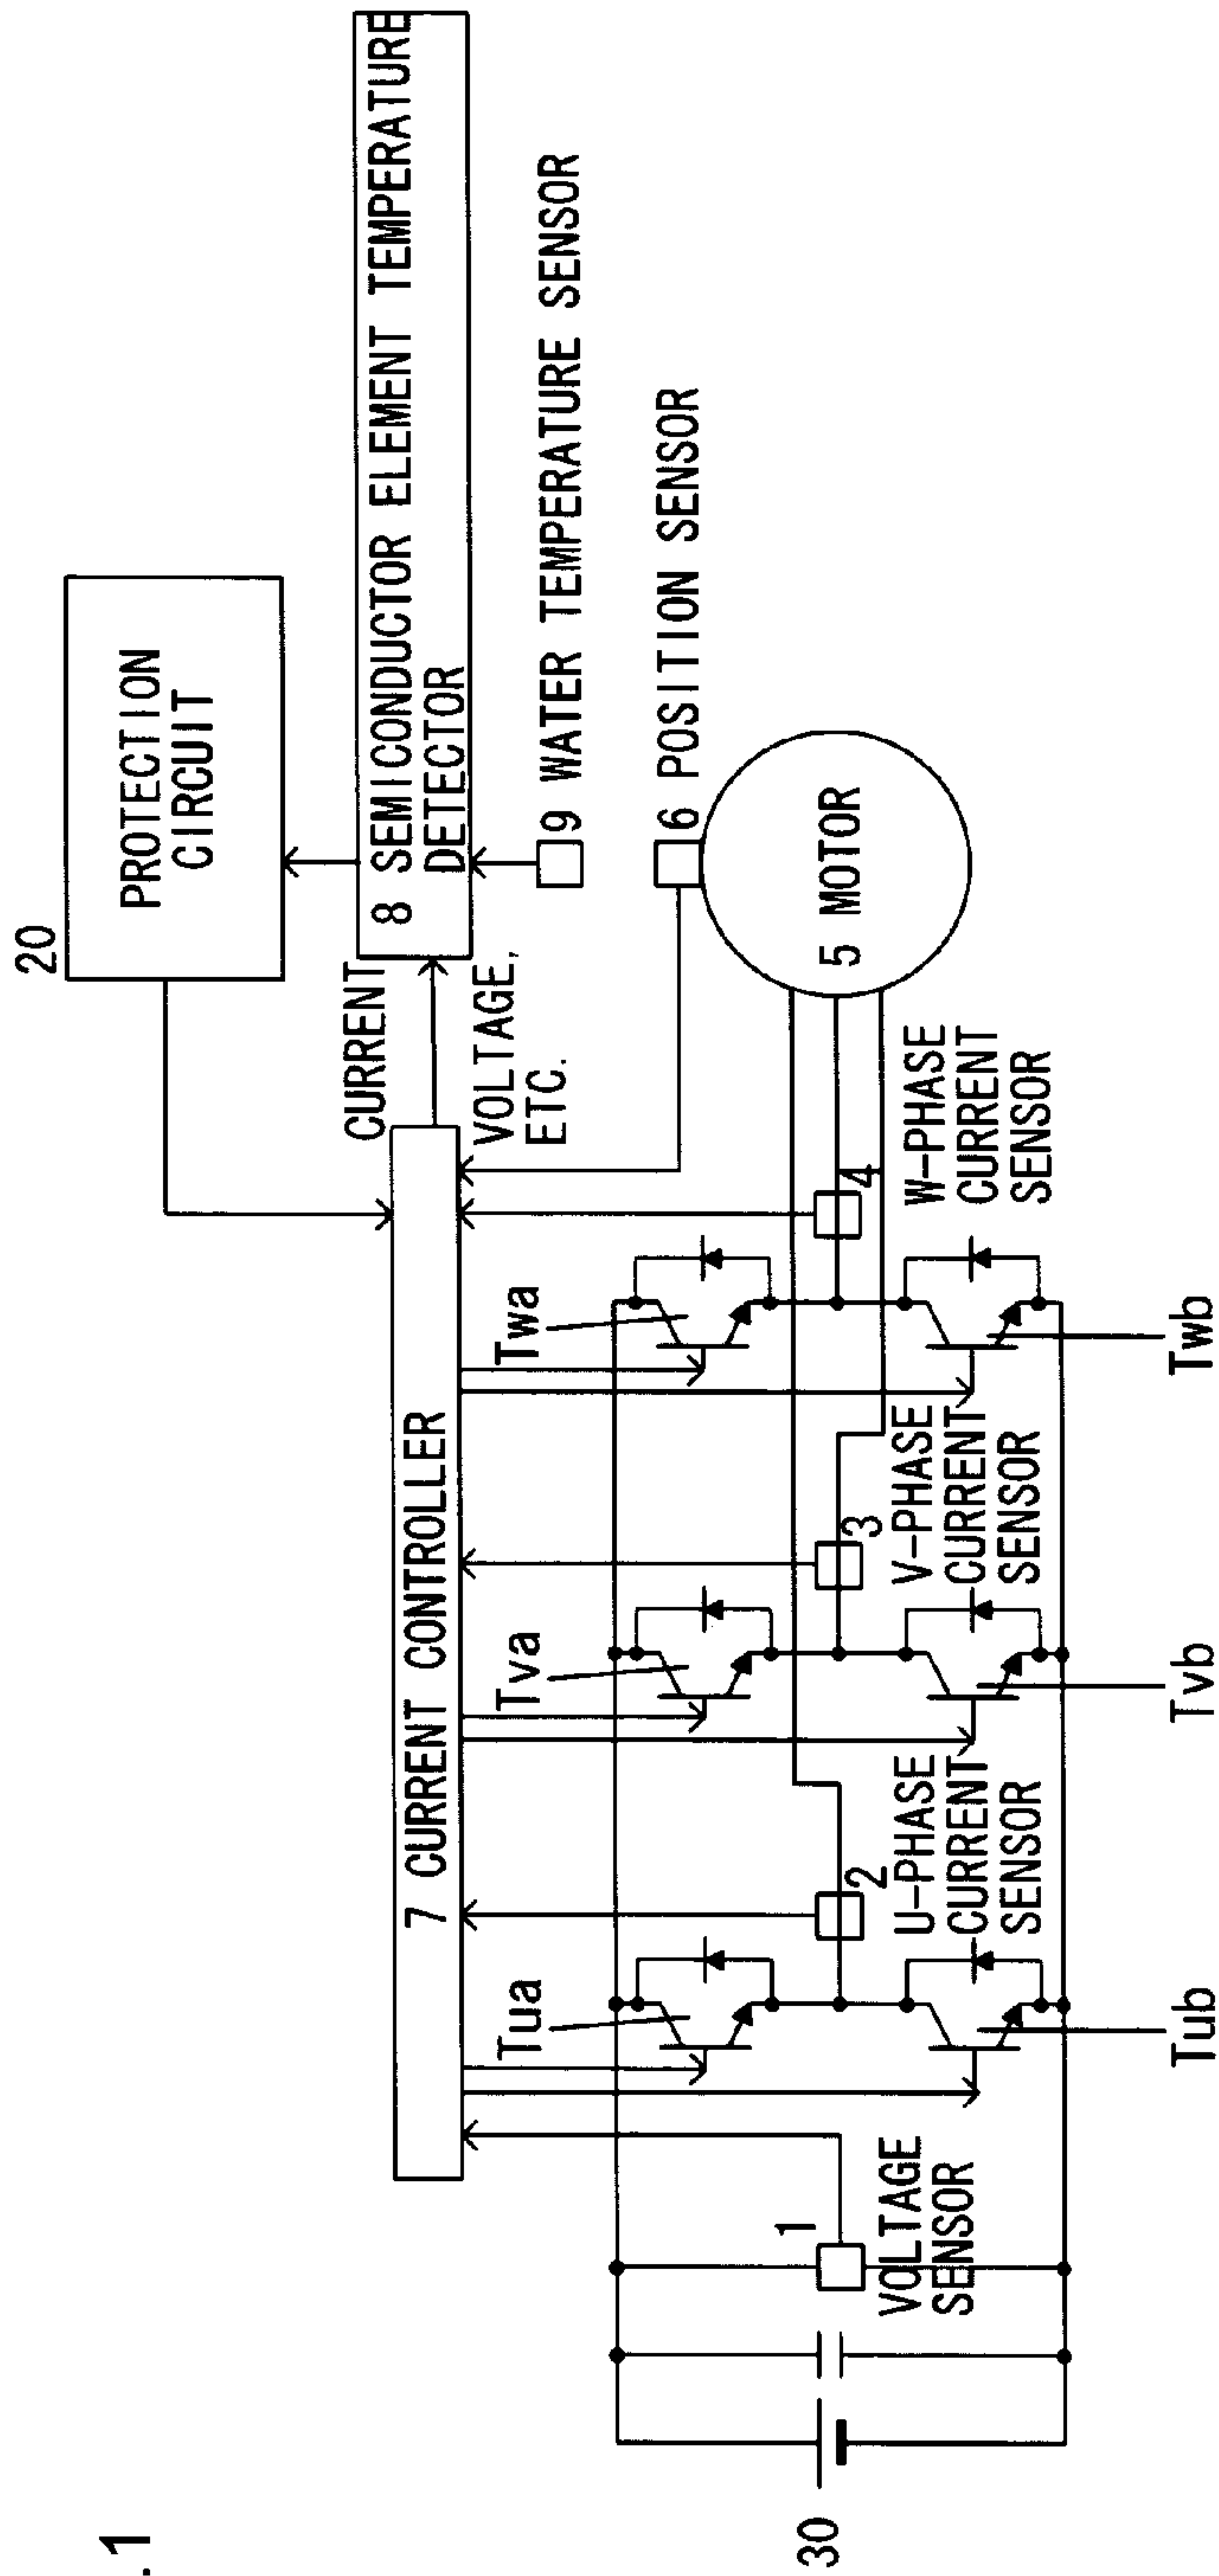 .1
20
PROTECTION
CIRCUIT
8 SEMICONDUCTOR ELEMENT TEMPERATURE
DETECTOR
CURRENT
VOLTAGE,
ETC.
9 WATER TEMPERATURE SENSOR
6 POSITION SENSOR
5 MOTOR
7 CURRENT CONTROLLER
Tua
Tva
Twa
1
VOLTAGE
SENSOR
2
U-PHASE
CURRENT
SENSOR
3
V-PHASE
CURRENT
SENSOR
4
W-PHASE
CURRENT
SENSOR
30
Tub
Tvb
Twb